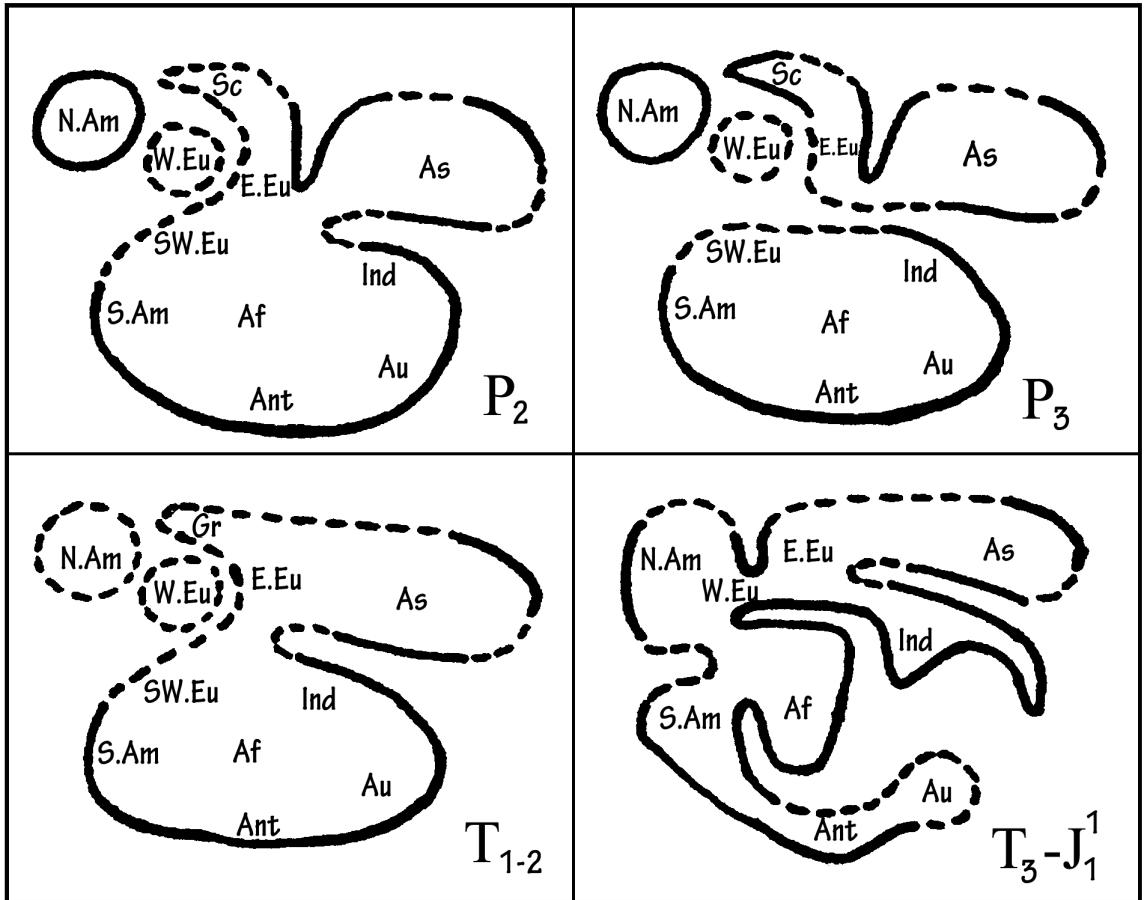 Sc
N.Am
W.Eu
As
E.Eu
SW.Eu
Ind
S.Am
Af
Au
Ant
P2
Sc
N.Am
W.Eu
E.Eu
As
SW.Eu
Ind
S.Am
Af
Au
Ant
P3
Gr
N.Am
E.Eu
W.Eu
As
SW.Eu
Ind
S.Am
Af
Au
Ant
T1-2
N.Am
E.Eu
As
W.Eu
Ind
S.Am
Af
Au
Ant
T3-J11